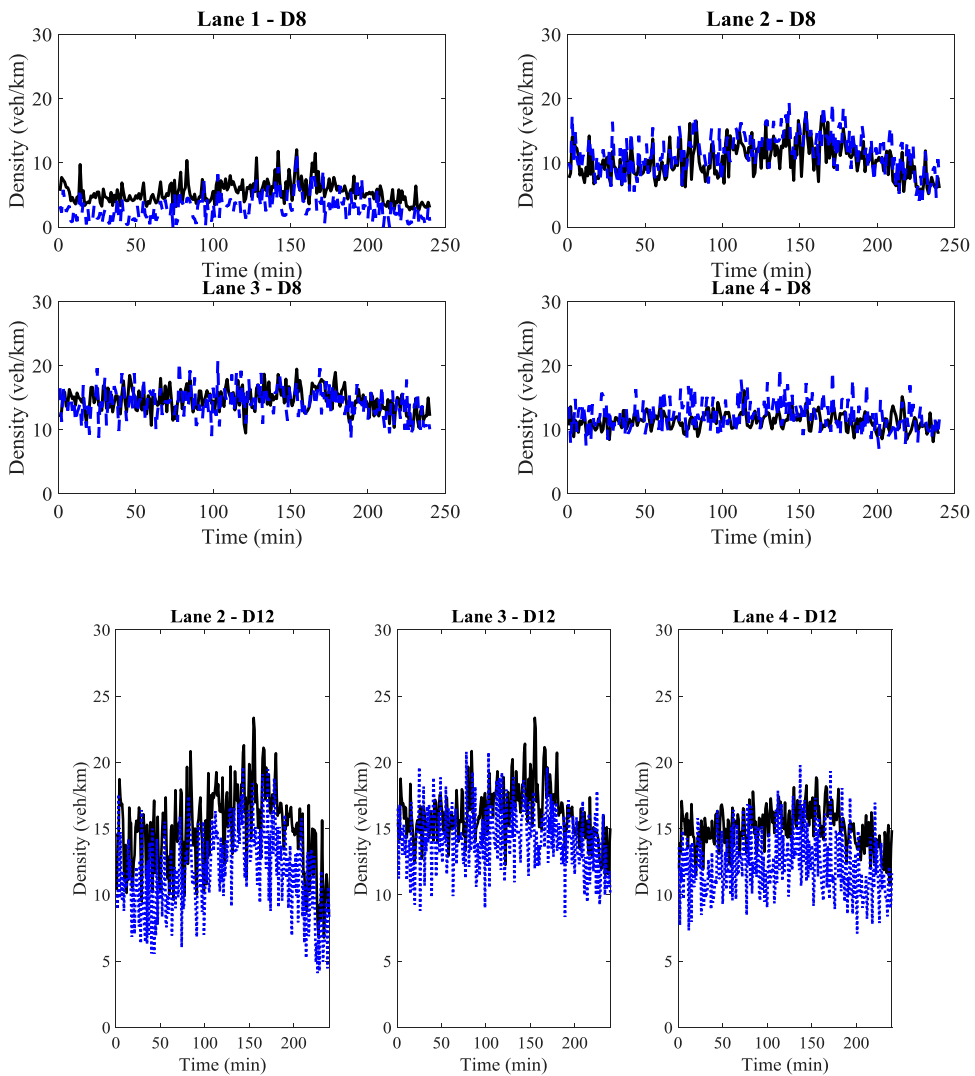 Lane 1 - D8
Lane 2 - D8
30
20
10
0
Density (veh/km)
0 50 100 150 200 250
Time (min)
30
20
10
0
Density (veh/km)
0 50 100 150 200 250
Time (min)
Lane 3 - D8
Lane 4 - D8
30
20
10
0
Density (veh/km)
0 50 100 150 200 250
Time (min)
30
20
10
0
Density (veh/km)
0 50 100 150 200 250
Time (min)
Lane 2 - D12
30
25
20
15
10
5
0
Density (veh/km)
0 50 100 150 200
Time (min)
Lane 3 - D12
30
25
20
15
10
5
0
Density (veh/km)
0 50 100 150 200
Time (min)
Lane 4 - D12
30
25
20
15
10
5
0
Density (veh/km)
0 50 100 150 200
Time (min)